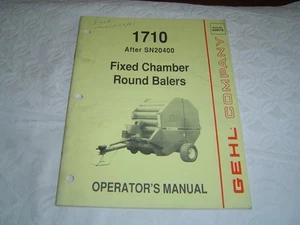 1710
After SN20400
Fixed Chamber
Round Balers
GEHL COMPANY
OPERATOR'S MANUAL